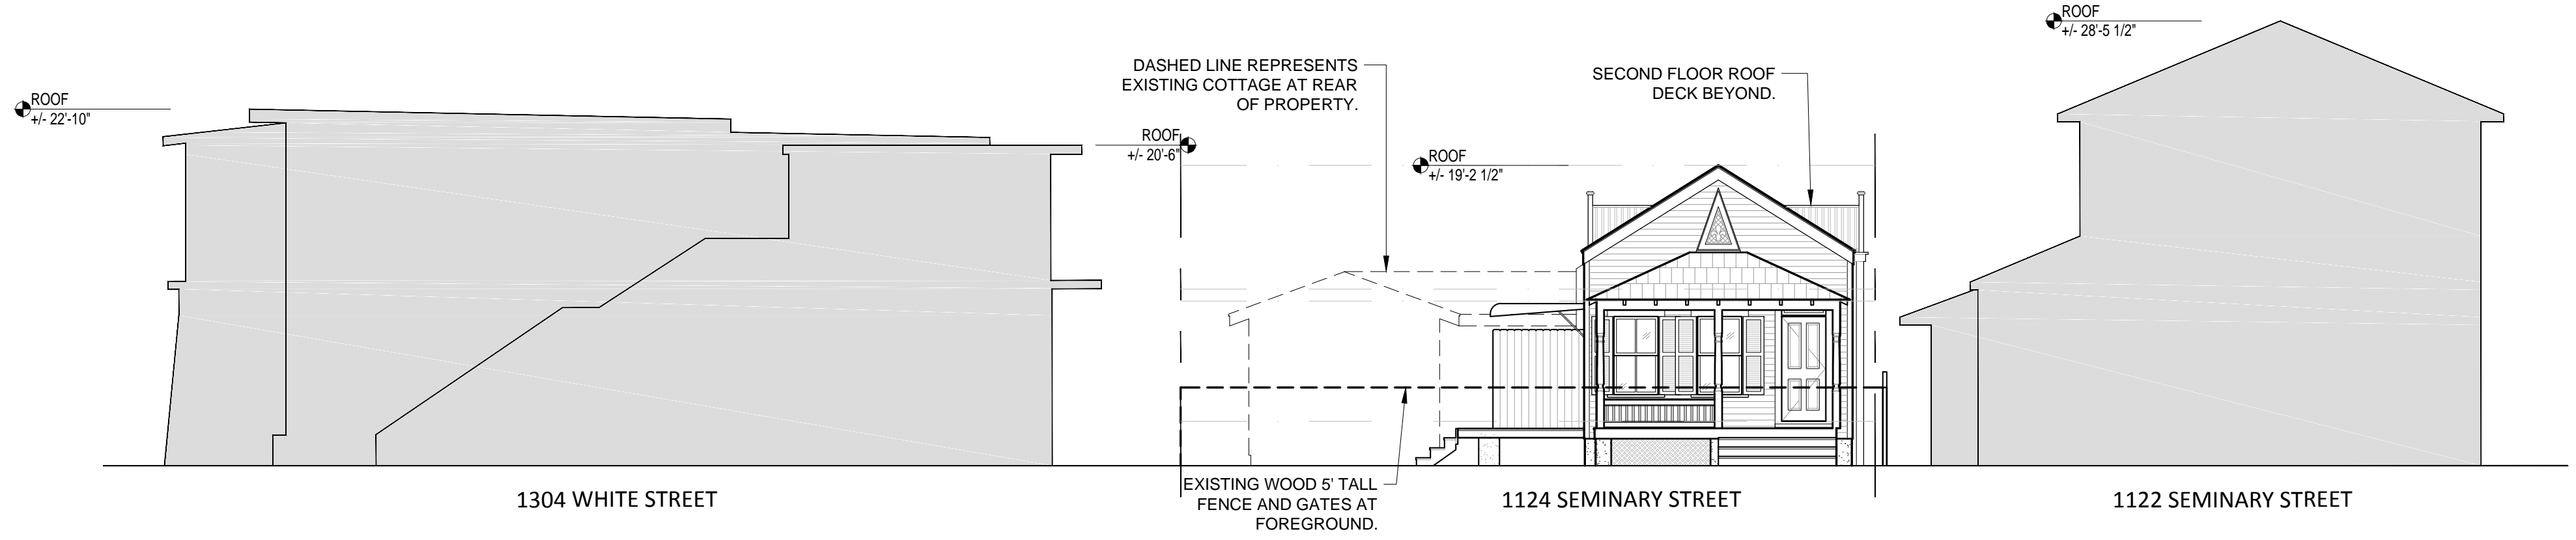 ROOF
+/- 22'-10"
DASHED LINE REPRESENTS
EXISTING COTTAGE AT REAR
OF PROPERTY.
ROOF
+/- 20'-6"
ROOF
+/- 19'-2 1/2"
SECOND FLOOR ROOF
DECK BEYOND.
ROOF
+/- 28'-5 1/2"
EXISTING WOOD 5' TALL
FENCE AND GATES AT
FOREGROUND.
1304 WHITE STREET
1124 SEMINARY STREET
1122 SEMINARY STREET